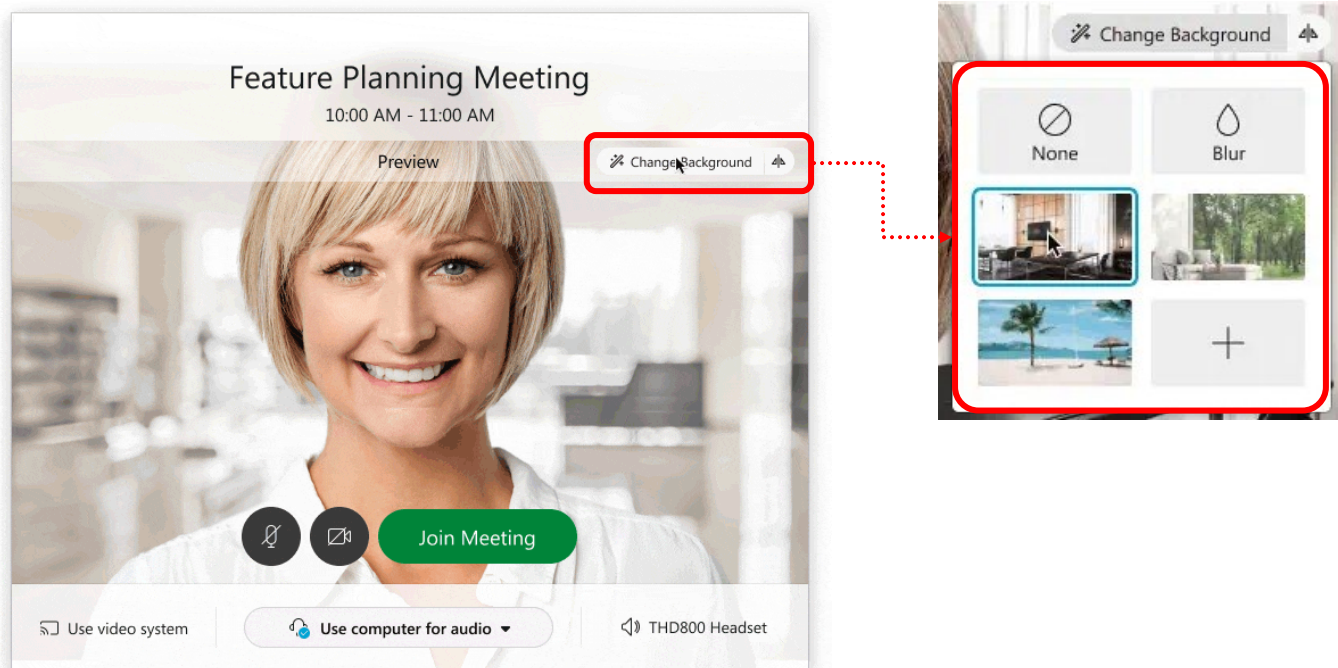 Feature Planning Meeting
10:00 AM - 11:00 AM
Preview
Change Background
Join Meeting
Use video system
Use computer for audio
THD800 Headset
Change Background
None
Blur